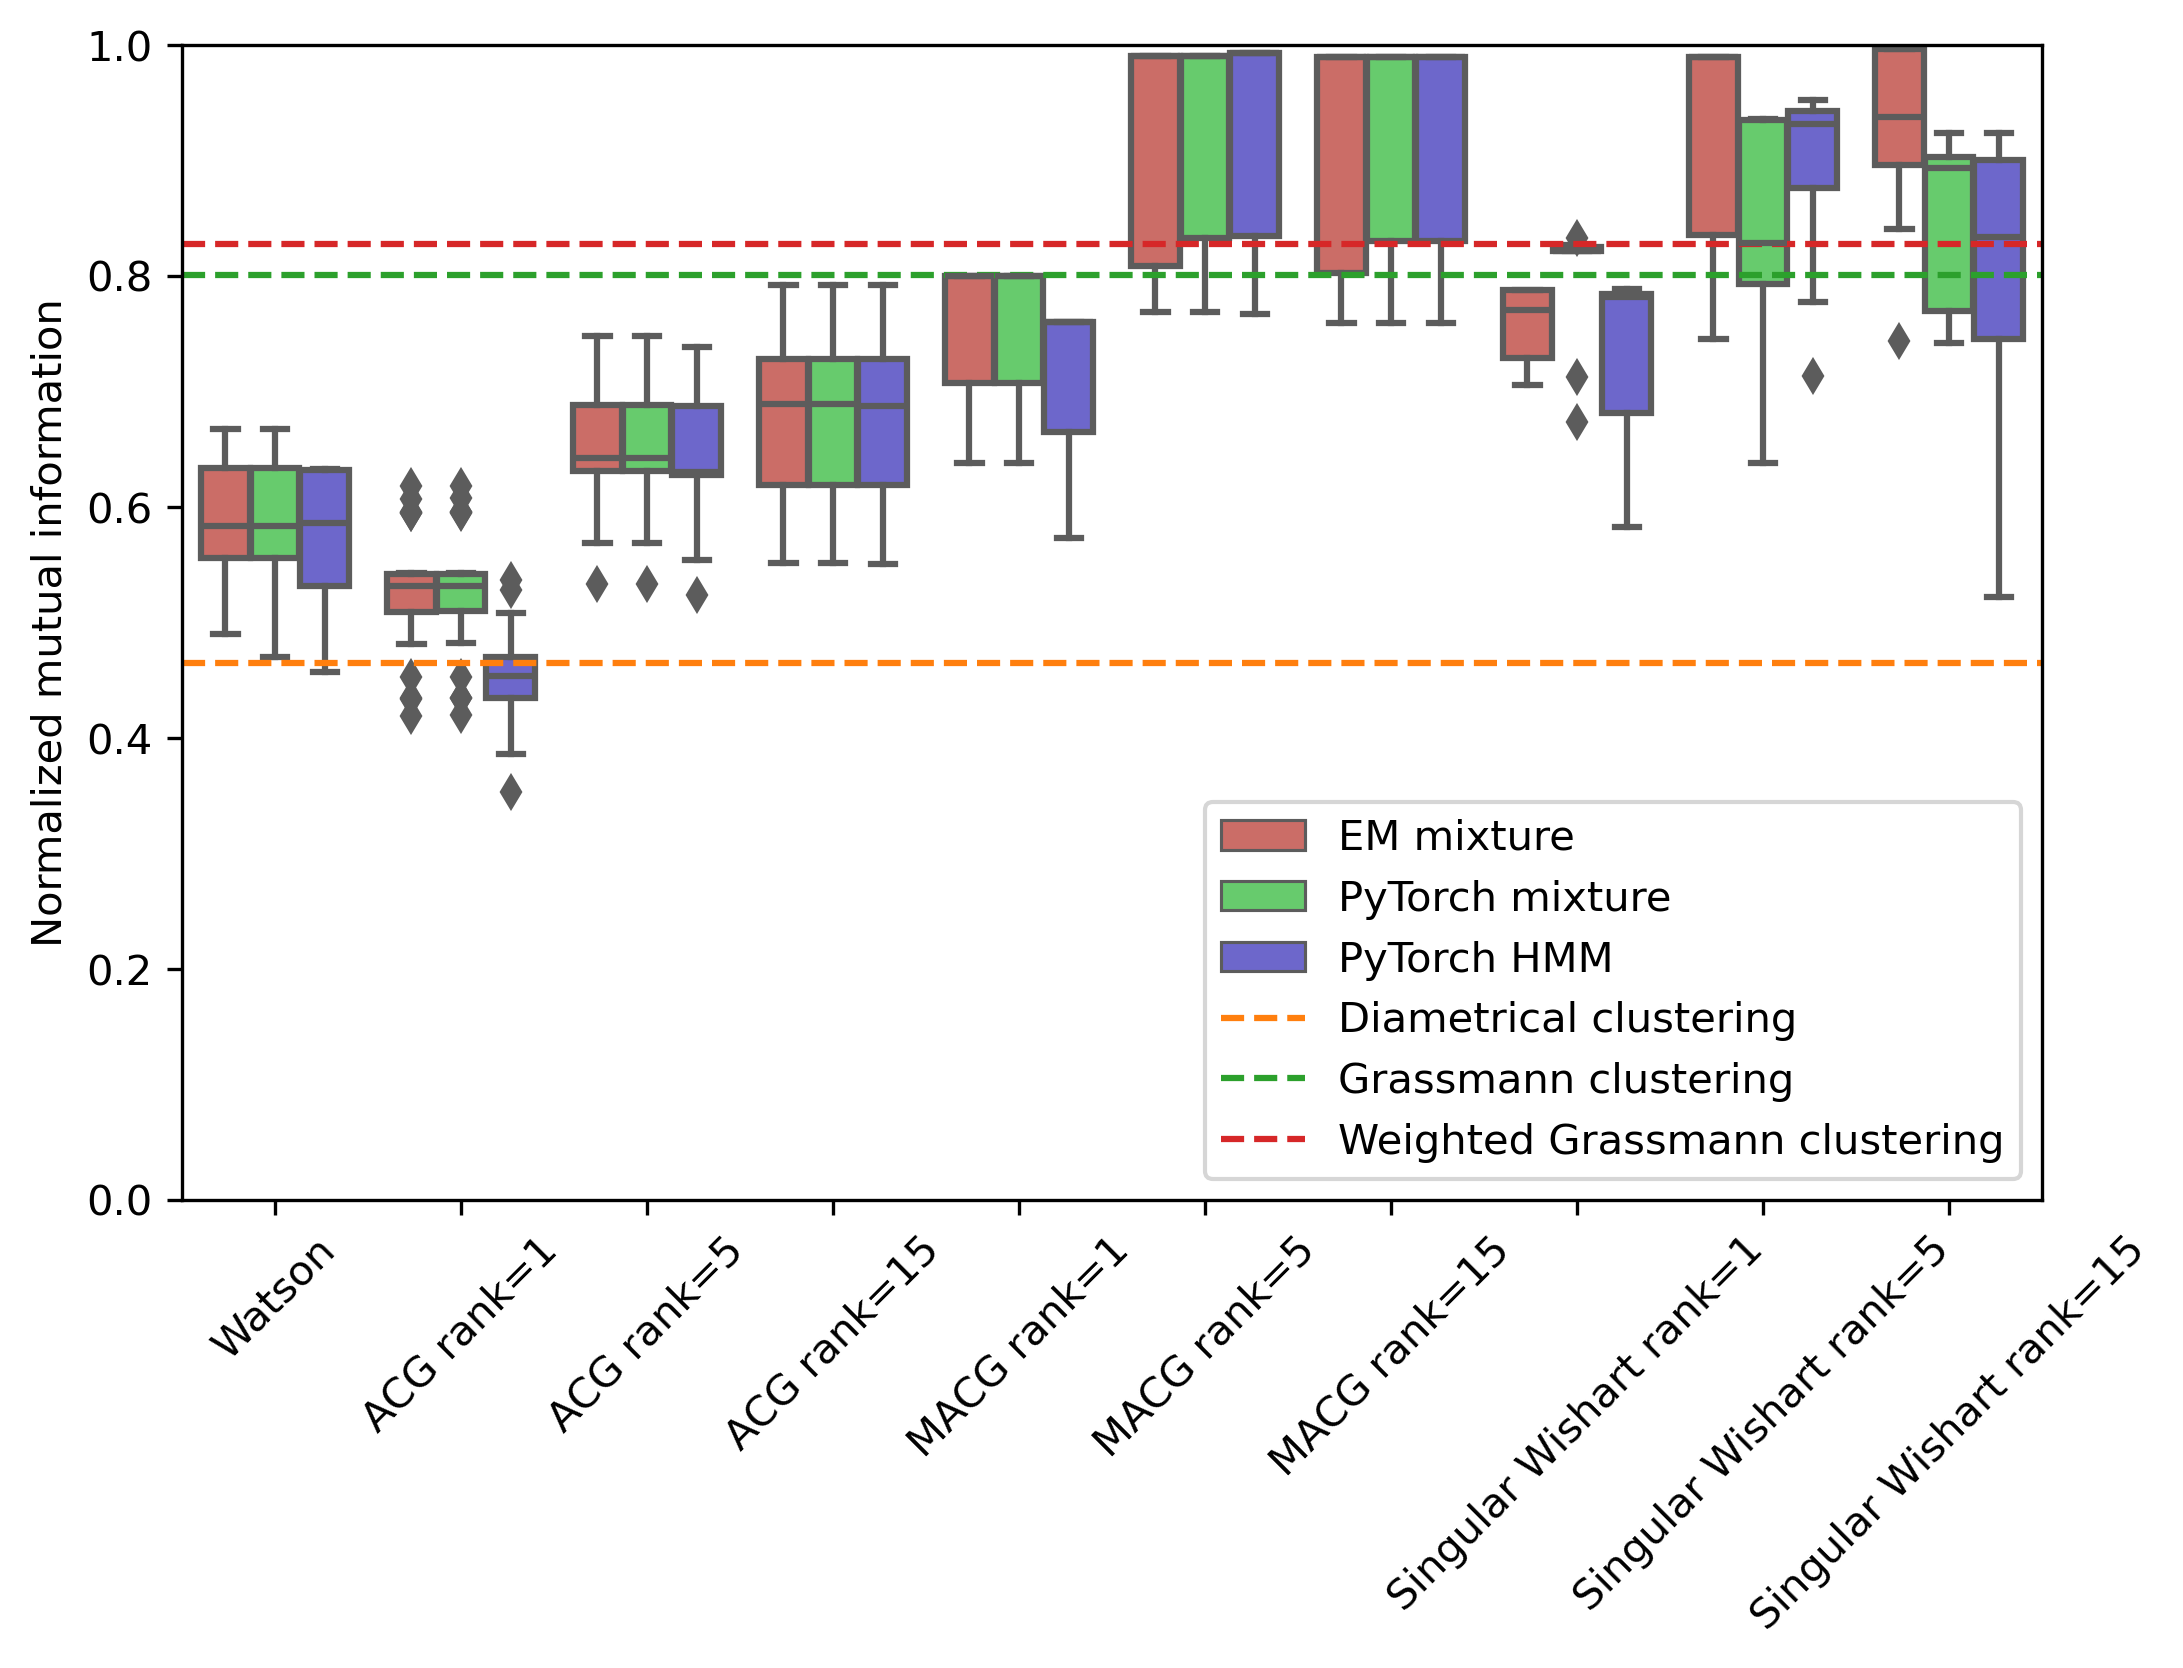 Normalized mutual information
1.0
0.8
0.6
0.4
0.2
0.0
EM mixture
PyTorch mixture
PyTorch HMM
Diametrical clustering
Grassmann clustering
Weighted Grassmann clustering
Watson
ACG rank=1
ACG rank=5
ACG rank=15
MACG rank=1
MACG rank=5
MACG rank=15
Singular Wishart rank=1
Singular Wishart rank=5
Singular Wishart rank=15